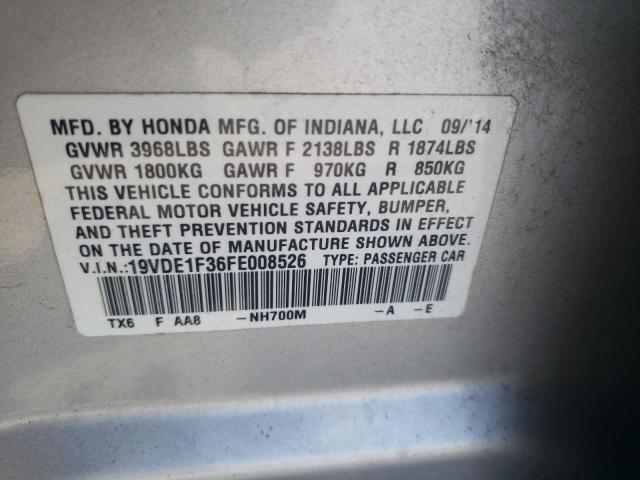 MFD. BY HONDA MFG. OF INDIANA, LLC 09/'14
GVWR 3968LBS GAWR F 2138LBS R 1874LBS
GVWR 1800KG GAWR F 970KG R 850KG
THIS VEHICLE CONFORMS TO ALL APPLICABLE
FEDERAL MOTOR VEHICLE SAFETY, BUMPER,
AND THEFT PREVENTION STANDARDS IN EFFECT
ON THE DATE OF MANUFACTURE SHOWN ABOVE.
V.I.N.:19VDE1F36FE008526 TYPE: PASSENGER CAR
TX6 F AA8 -NH700M -A -E